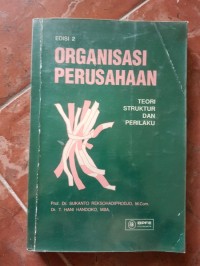 EDISI 2
ORGANISASI
PERUSAHAAN
TEORI
STRUKTUR
DAN
PERILAKU
Prof. Dr. SUKANTO REKSOHADIPRODJO, M.Com.
Dr. T. HANI HANDOKO, MBA.